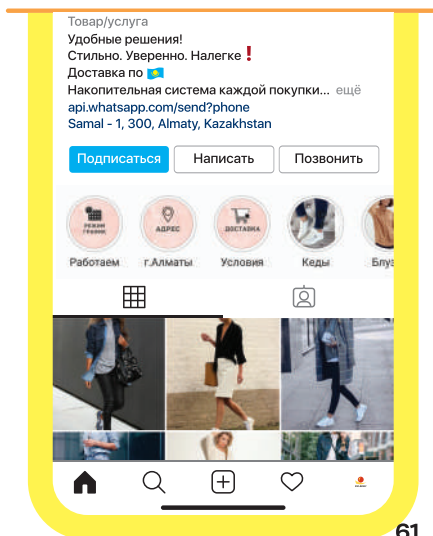 Товар/услуга
Удобные решения!
Стильно. Уверенно. Налегке❗
Доставка по 🇰🇿
Накопительная система каждой покупки... ещё
api.whatsapp.com/send?phone
Samal - 1, 300, Almaty, Kazakhstan
Подписаться Написать Позвонить
РЕЖИМ
ГРАФИК АДРЕС ДОСТАВКА
Работаем г.Алматы Условия Кеды Блуз
61